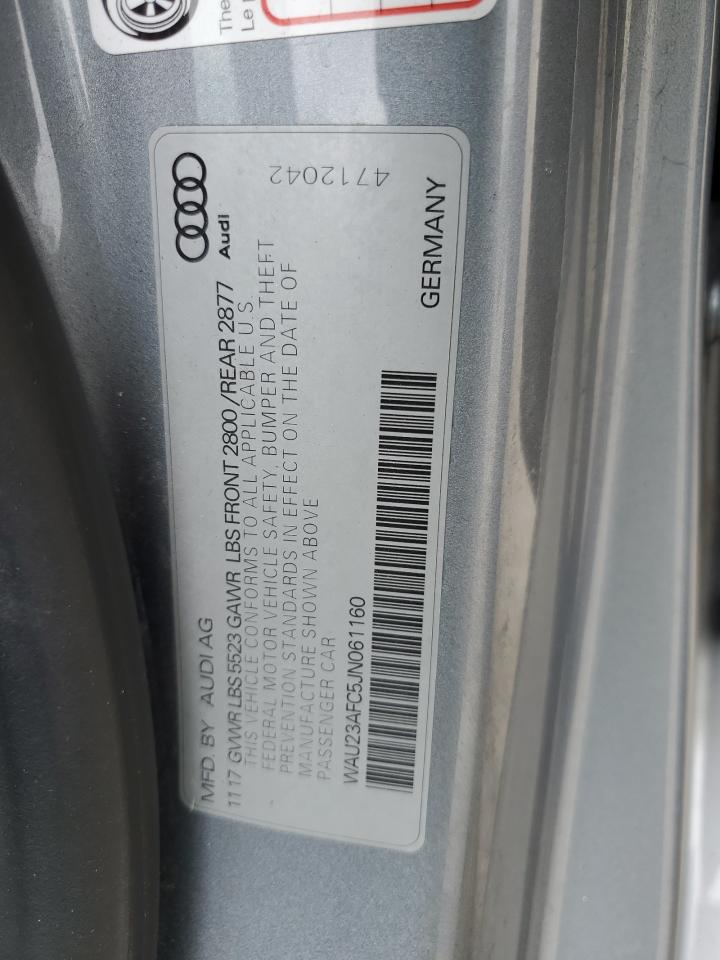 The
Le
Audi
4712042
MFD. BY AUDI AG
1117 GVWR LBS 5523 GAWR LBS FRONT 2800 /REAR 2877
THIS VEHICLE CONFORMS TO ALL APPLICABLE U.S.
FEDERAL MOTOR VEHICLE SAFETY, BUMPER AND THEFT
PREVENTION STANDARDS IN EFFECT ON THE DATE OF
MANUFACTURE SHOWN ABOVE
PASSENGER CAR
WAU23AFC5JN061160
GERMANY